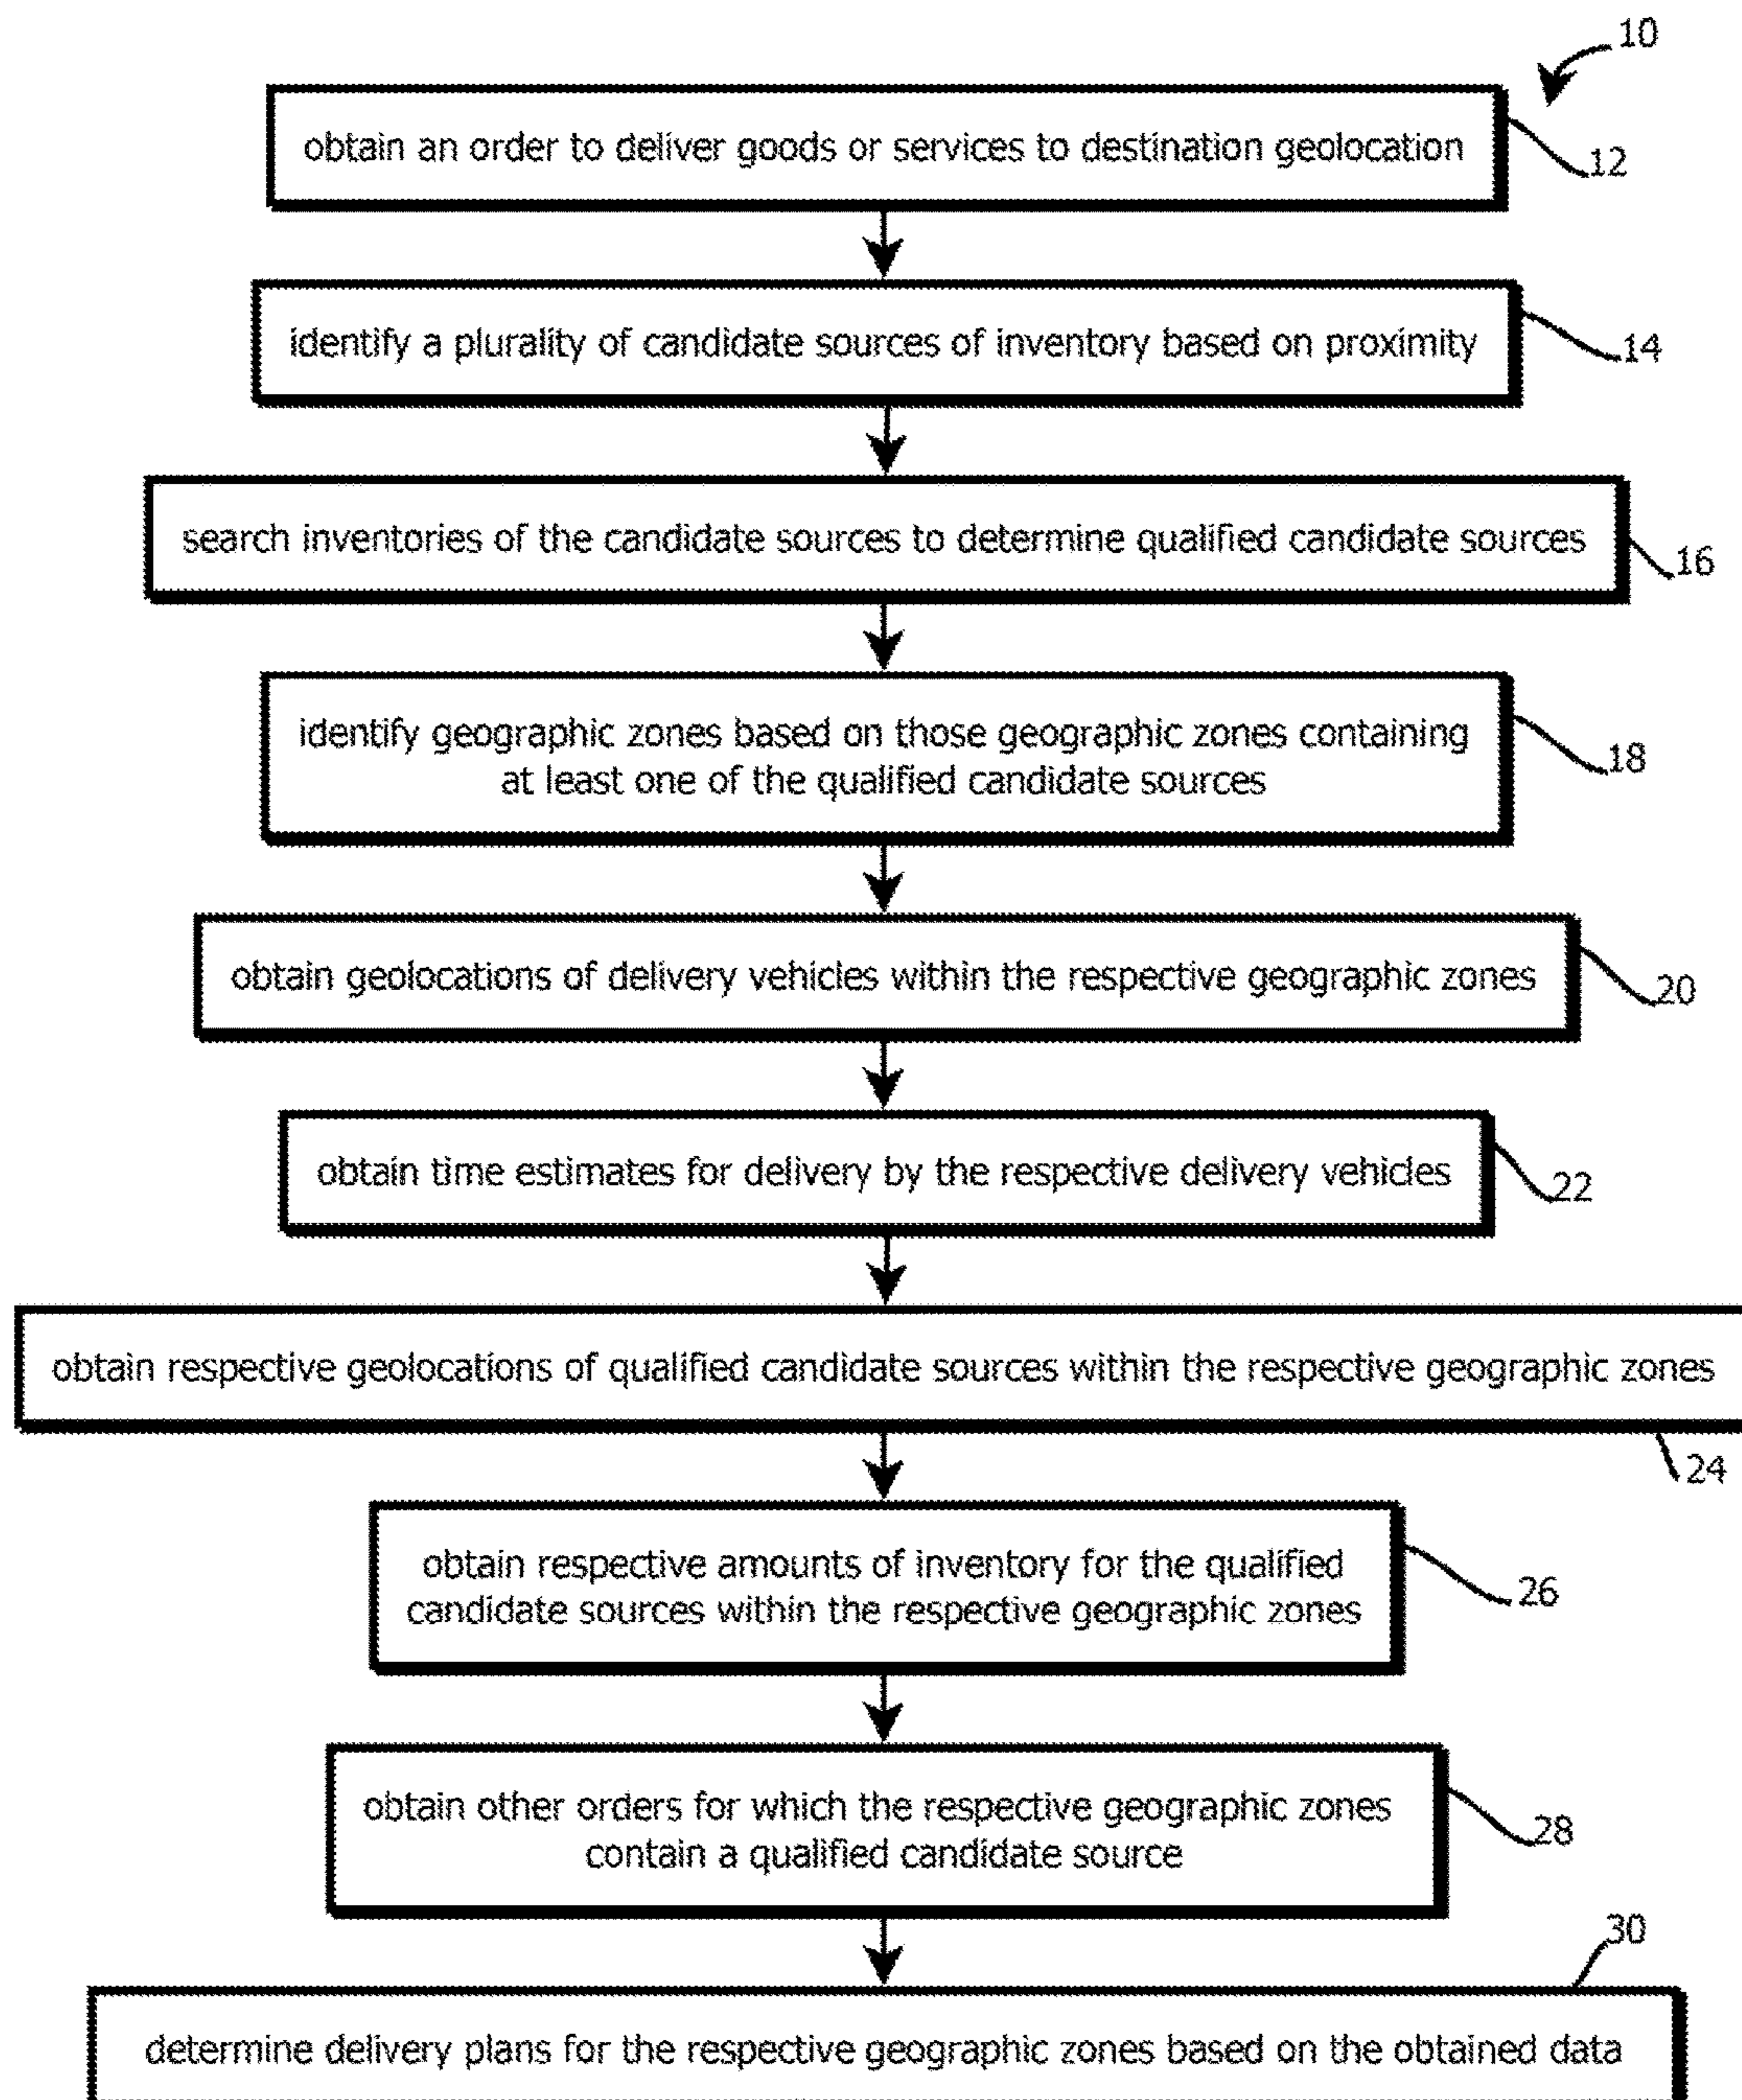 10
obtain an order to deliver goods or services to destination geolocation
12
identify a plurality of candidate sources of inventory based on proximity
14
search inventories of the candidate sources to determine qualified candidate sources
16
identify geographic zones based on those geographic zones containing
at least one of the qualified candidate sources
18
obtain geolocations of delivery vehicles within the respective geographic zones
20
obtain time estimates for delivery by the respective delivery vehicles
22
obtain respective geolocations of qualified candidate sources within the respective geographic zones
24
obtain respective amounts of inventory for the qualified
candidate sources within the respective geographic zones
26
obtain other orders for which the respective geographic zones
contain a qualified candidate source
28
30
determine delivery plans for the respective geographic zones based on the obtained data